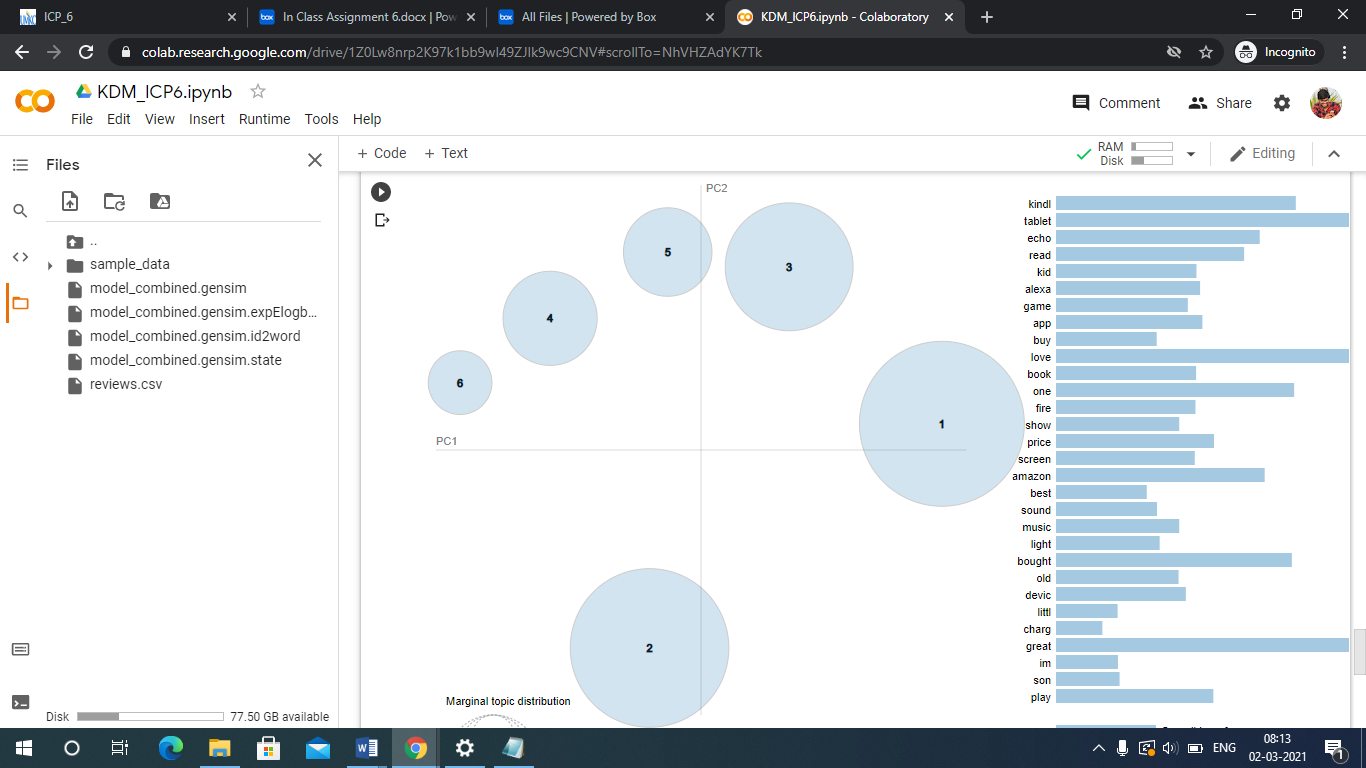 ICP_6
In Class Assignment 6.docx | Pow
All Files | Powered by Box
KDM_ICP6.ipynb - Colaboratory
colab.research.google.com/drive/1Z0Lw8nrp2K97k1bb9wI49ZJIk9wc9CNV#scrollTo=NhVHZAdYK7Tk
Incognito
KDM_ICP6.ipynb
File Edit View Insert Runtime Tools Help
Comment
Share
Files
+ Code + Text
RAM
Disk
Editing
..
sample_data
model_combined.gensim
model_combined.gensim.expElogb...
model_combined.gensim.id2word
model_combined.gensim.state
reviews.csv
PC2
5
3
4
6
1
PC1
2
Marginal topic distribution
kindl
tablet
echo
read
kid
alexa
game
app
buy
love
book
one
fire
show
price
screen
amazon
best
sound
music
light
bought
old
devic
littl
charg
great
im
son
play
Disk 77.50 GB available
ENG
08:13
02-03-2021
1